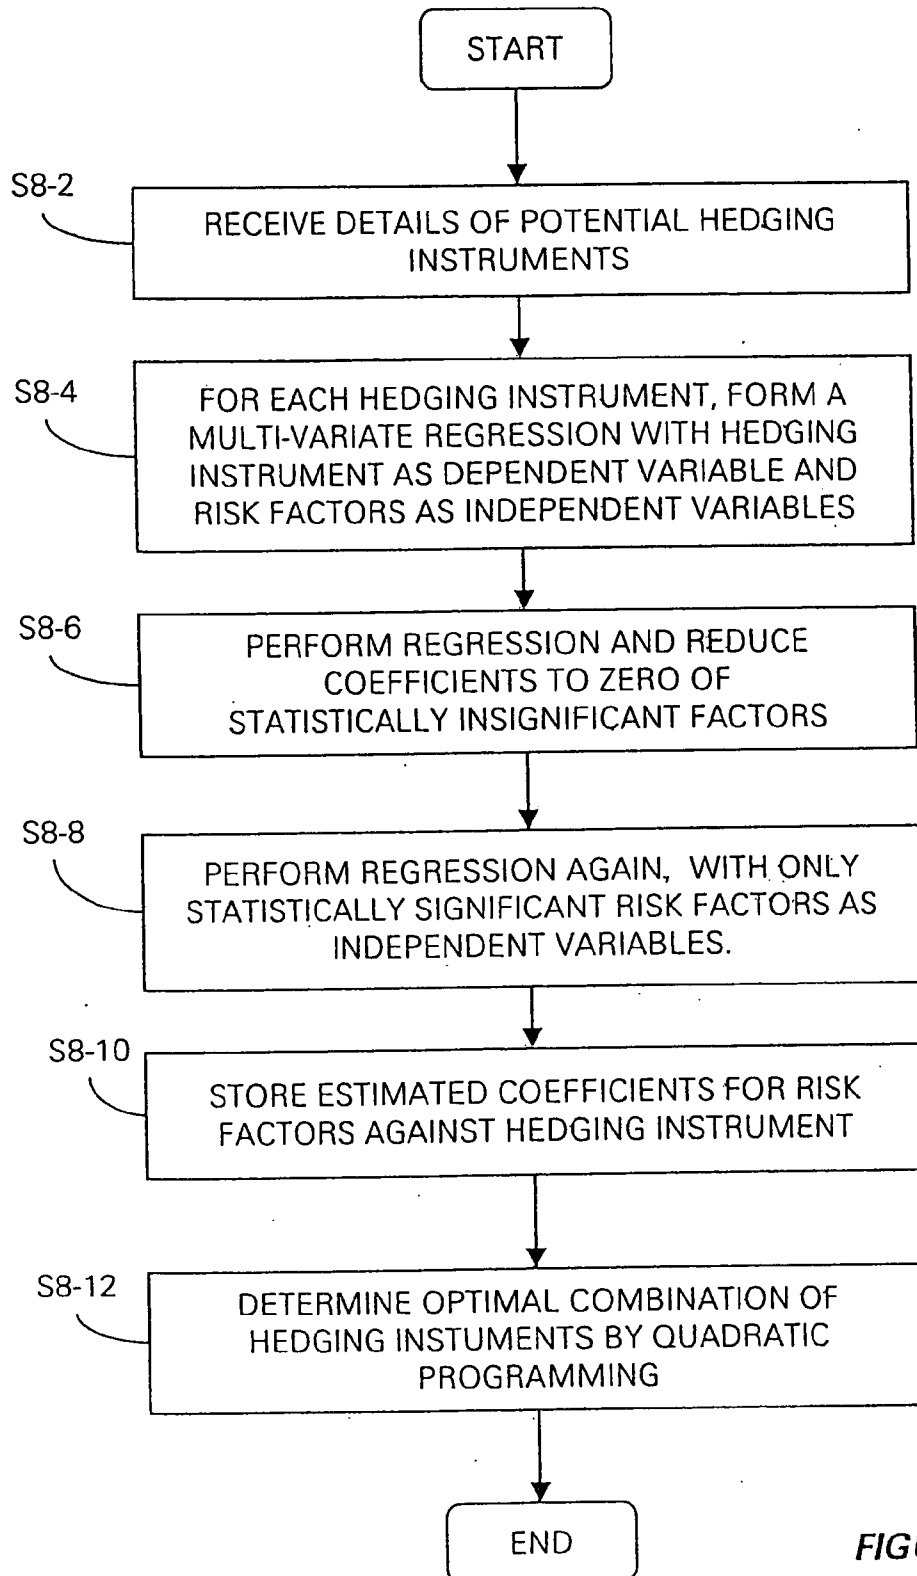 START
S8-2
RECEIVE DETAILS OF POTENTIAL HEDGING
INSTRUMENTS
S8-4
FOR EACH HEDGING INSTRUMENT, FORM A
MULTI-VARIATE REGRESSION WITH HEDGING
INSTRUMENT AS DEPENDENT VARIABLE AND
RISK FACTORS AS INDEPENDENT VARIABLES
S8-6
PERFORM REGRESSION AND REDUCE
COEFFICIENTS TO ZERO OF
STATISTICALLY INSIGNIFICANT FACTORS
S8-8
PERFORM REGRESSION AGAIN, WITH ONLY
STATISTICALLY SIGNIFICANT RISK FACTORS AS
INDEPENDENT VARIABLES.
S8-10
STORE ESTIMATED COEFFICIENTS FOR RISK
FACTORS AGAINST HEDGING INSTRUMENT
S8-12
DETERMINE OPTIMAL COMBINATION OF
HEDGING INSTUMENTS BY QUADRATIC
PROGRAMMING
END